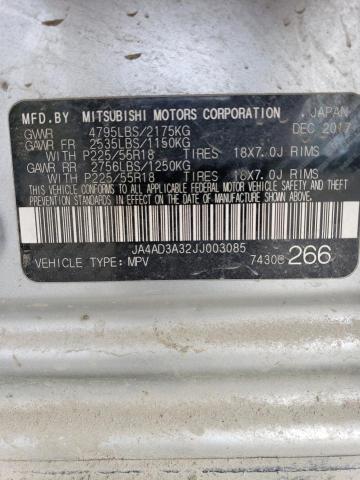 MFD.BY MITSUBISHI MOTORS CORPORATION JAPAN
GVWR 4795LBS/2175KG DEC 2017
GAWR FR 2535LBS/1150KG
WITH P225/55R18 TIRES 18X7.0J RIMS
GAWR RR 2756LBS/1250KG
WITH P225/55R18 TIRES 18X7.0J RIMS
THIS VEHICLE CONFORMS TO ALL APPLICABLE FEDERAL
MOTOR VEHICLE SAFETY AND THEFT PREVENTION STANDARDS
IN EFFECT ON THE DATE OF MANUFACTURE SHOWN ABOVE.
JA4AD3A32JJ003085
VEHICLE TYPE: MPV 74308 266